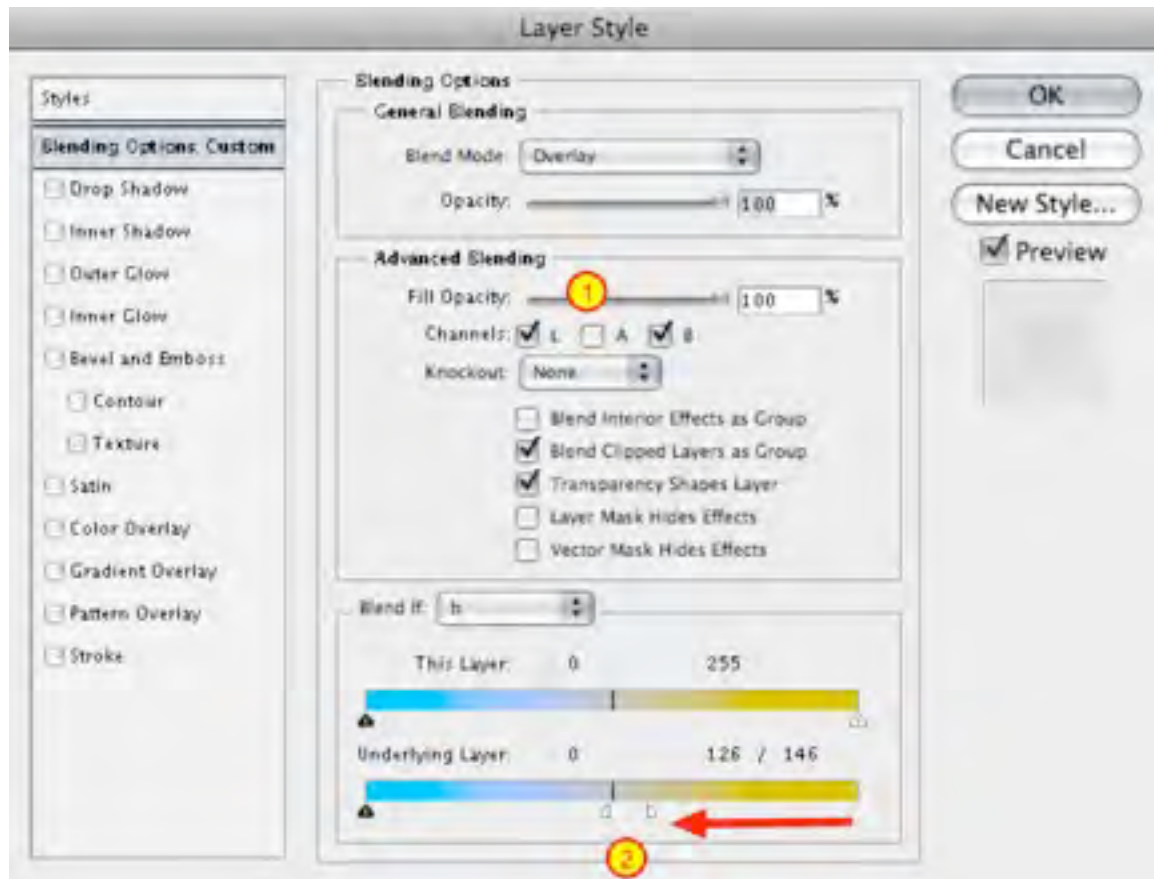 Layer Style
Styles
Blending Options: Custom
Drop Shadow
Inner Shadow
Outer Glow
Inner Glow
Bevel and Emboss
Contour
Texture
Satin
Color Overlay
Gradient Overlay
Pattern Overlay
Stroke
Blending Options
General Blending
Blend Mode: Overlay
Opacity: 100 %
Advanced Blending
Fill Opacity: 1 100 %
Channels: L A B
Knockout: None
Blend Interior Effects as Group
Blend Clipped Layers as Group
Transparency Shapes Layer
Layer Mask Hides Effects
Vector Mask Hides Effects
Blend If: b
This Layer: 0 255
Underlying Layer: 0 126 / 146
2
OK
Cancel
New Style...
Preview